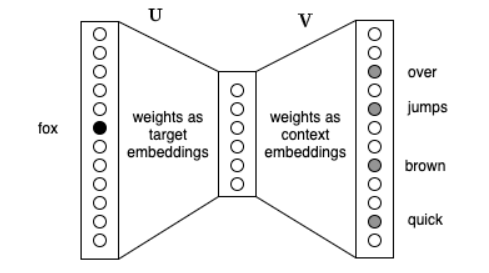 U
V
over
jumps
fox
weights as
target
embeddings
weights as
context
embeddings
brown
quick